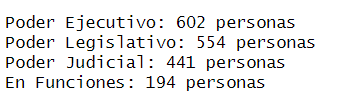 Poder Ejecutivo: 602 personas
Poder Legislativo: 554 personas
Poder Judicial: 441 personas
En Funciones: 194 personas